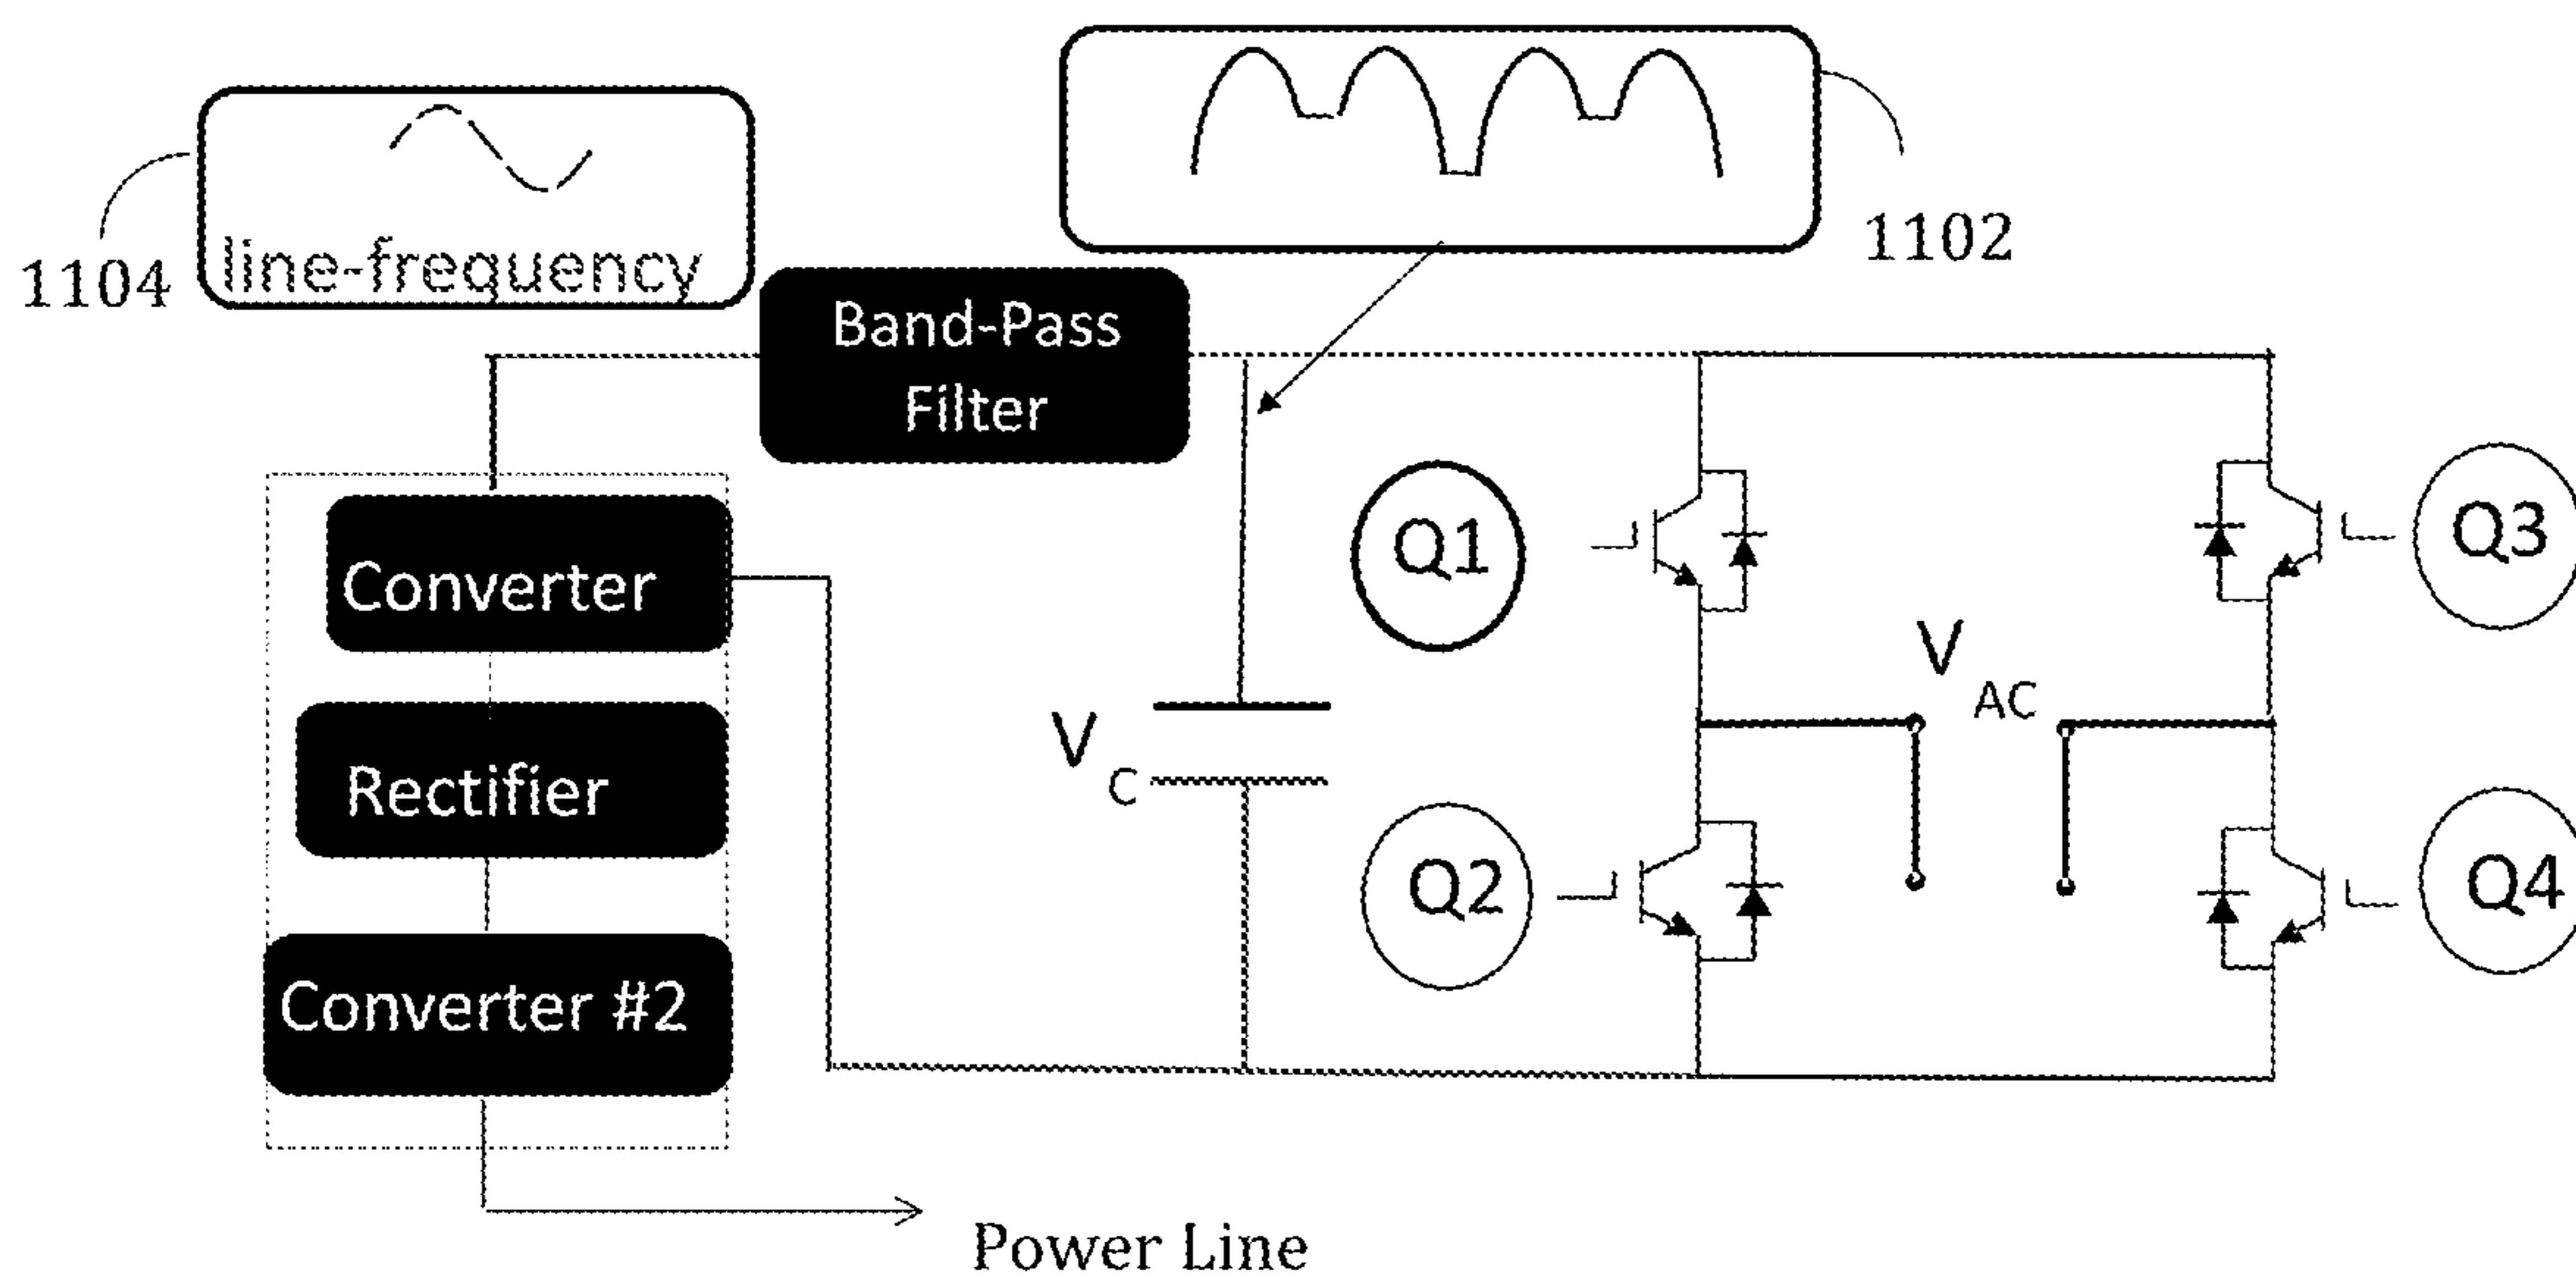 1104
line-frequency
1102
Band-Pass
Filter
Converter
Rectifier
Converter #2
Power Line
V
C
Q1
Q2
V
AC
Q3
Q4